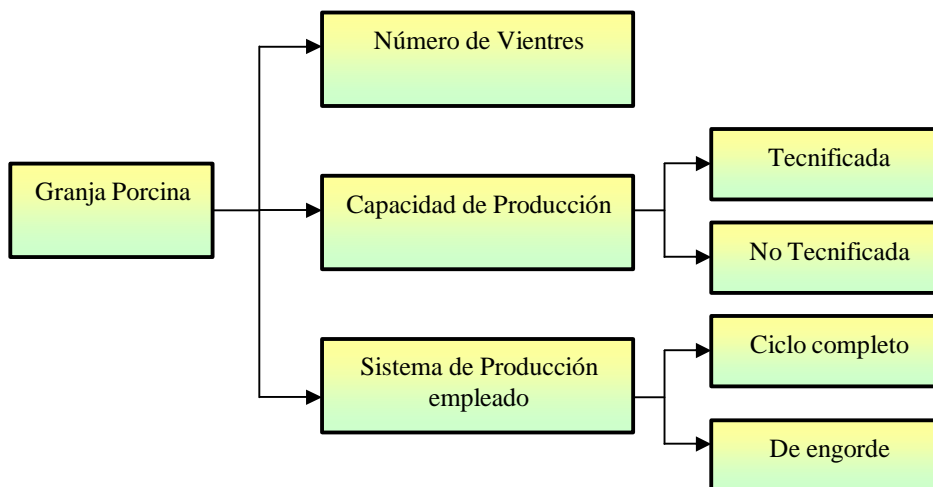 Número de Vientres
Granja Porcina
Capacidad de Producción
Tecnificada
No Tecnificada
Sistema de Producción
empleado
Ciclo completo
De engorde